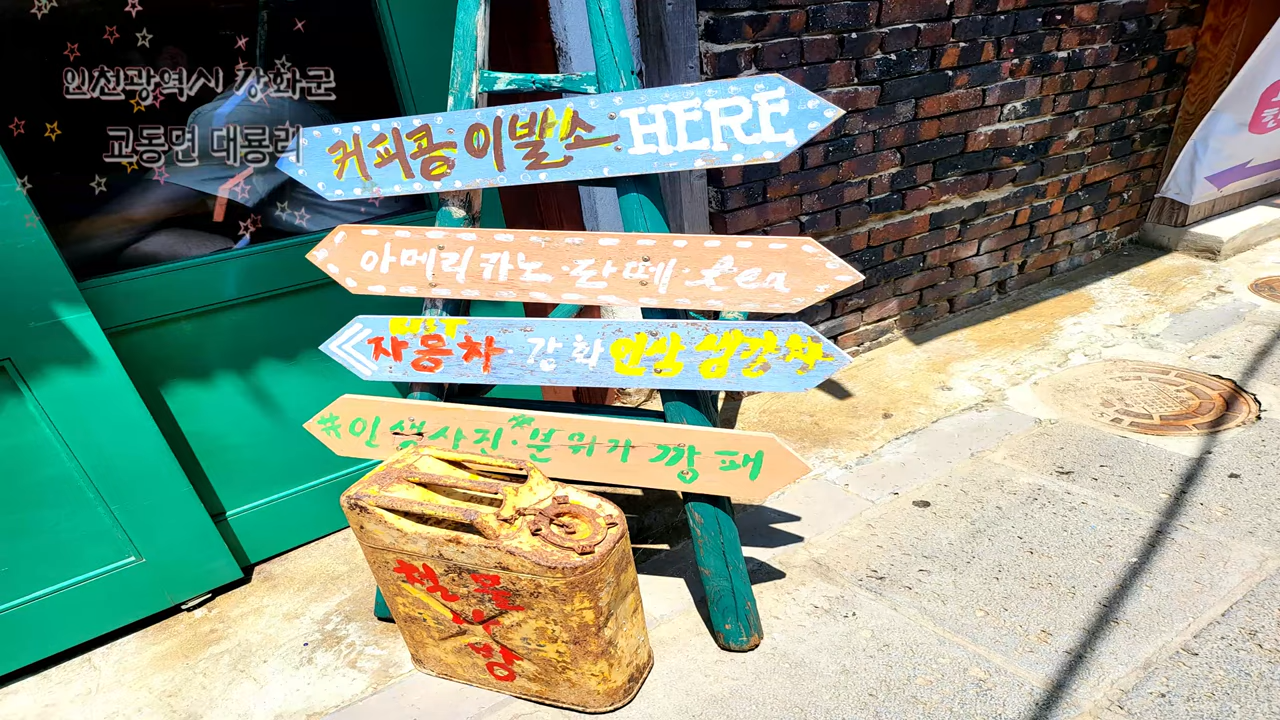 인천광역시 강화군
교동면 대룡리
커피콤 이발소 HERE
아메리카노·라떼·tea
자몽차·강화 인삼 생강차
#인생사진·분위기 깡패